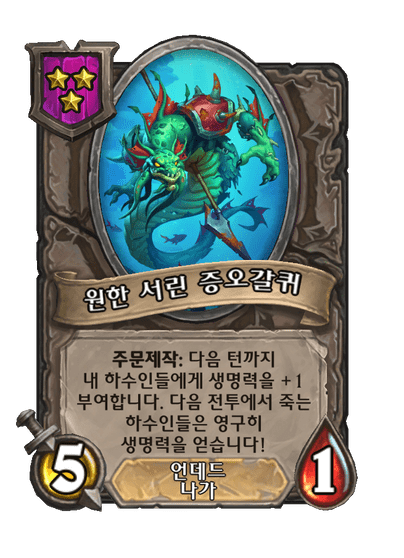 원한 서린 증오갈퀴
주문제작: 다음 턴까지
내 하수인들에게 생명력을 +1
부여합니다. 다음 전투에서 죽는
하수인들은 영구히
생명력을 얻습니다!
5
언데드
나가
1